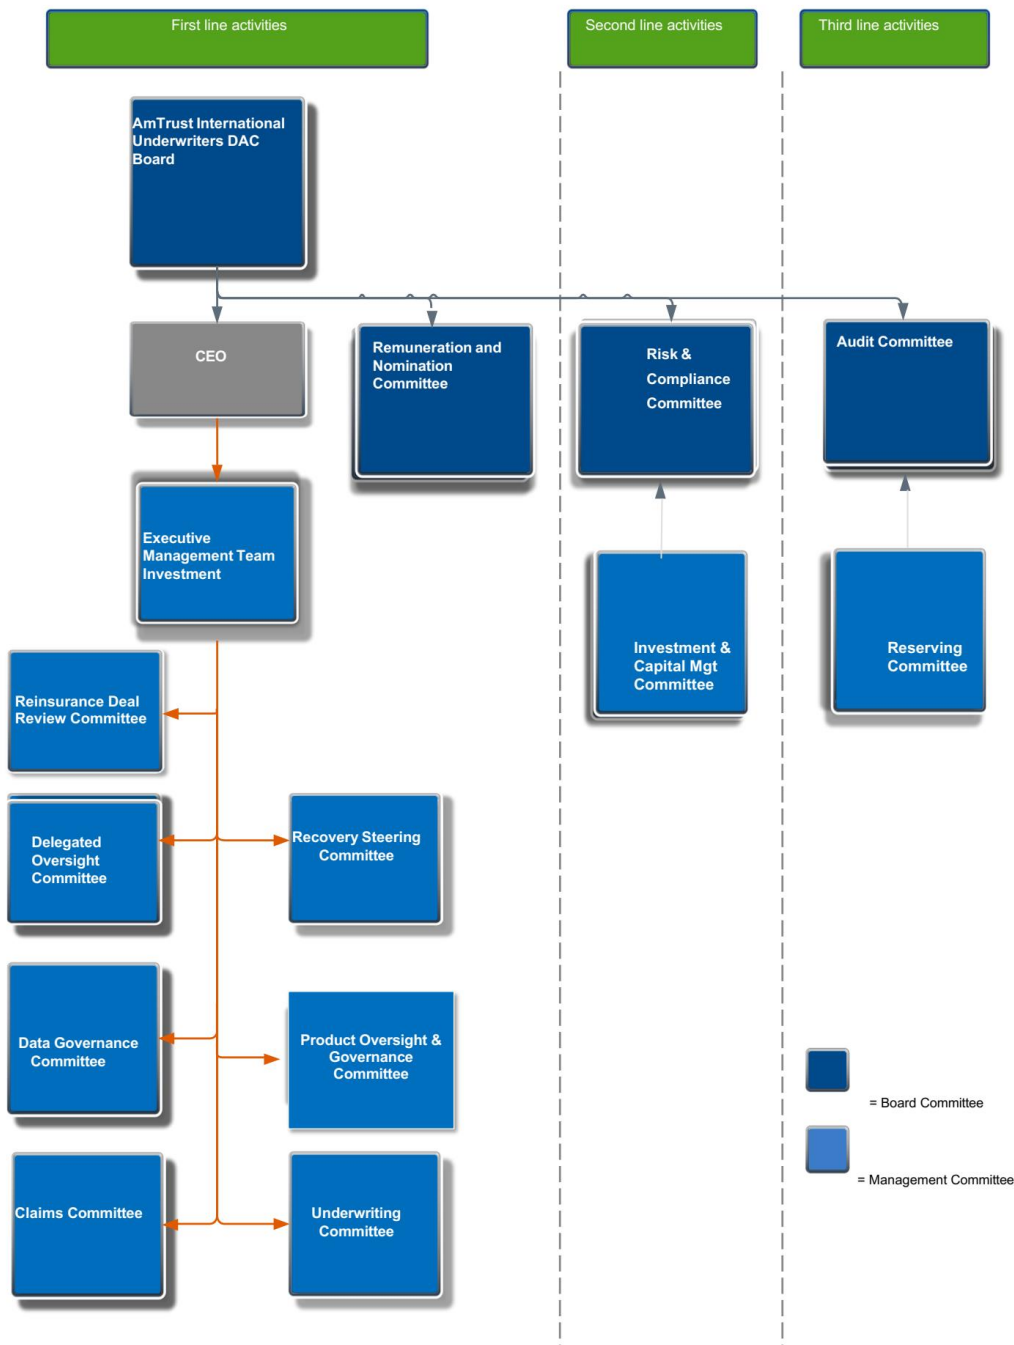 First line activities
Second line activities
Third line activities
AmTrust International
Underwriters DAC
Board
CEO
Remuneration and
Nomination
Committee
Risk &
Compliance
Committee
Audit Committee
Executive
Management Team
Investment
Investment &
Capital Mgt
Committee
Reserving
Committee
Reinsurance Deal
Review Committee
Delegated
Oversight
Committee
Recovery Steering
Committee
Data Governance
Committee
Product Oversight &
Governance
Committee
= Board Committee
= Management Committee
Claims Committee
Underwriting
Committee